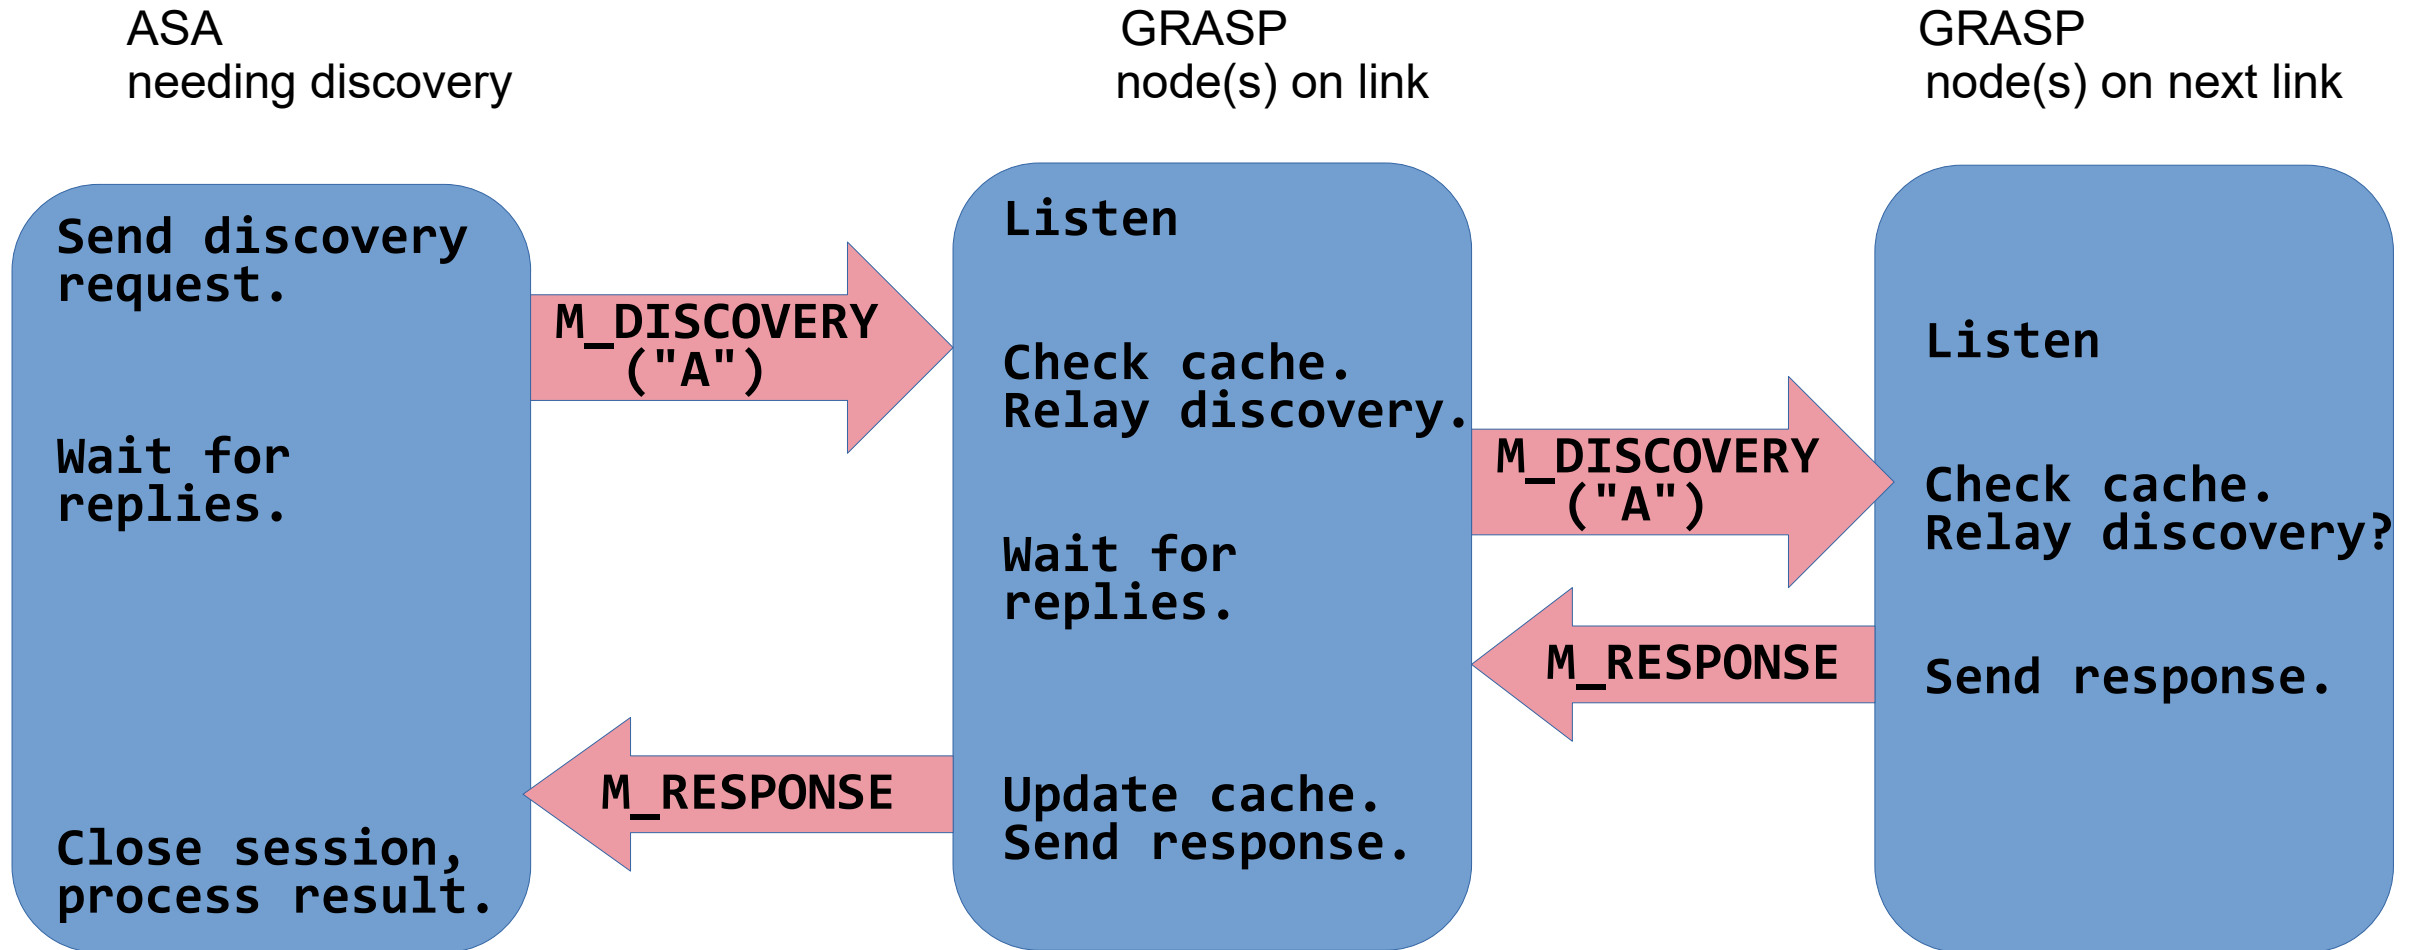 ASA
needing discovery
GRASP
node(s) on link
GRASP
node(s) on next link
Send discovery
request.
Wait for
replies.
Close session,
process result.
M_DISCOVERY
("A")
M_RESPONSE
Listen
Check cache.
Relay discovery.
Wait for
replies.
Update cache.
Send response.
M_DISCOVERY
("A")
M_RESPONSE
Listen
Check cache.
Relay discovery?
Send response.